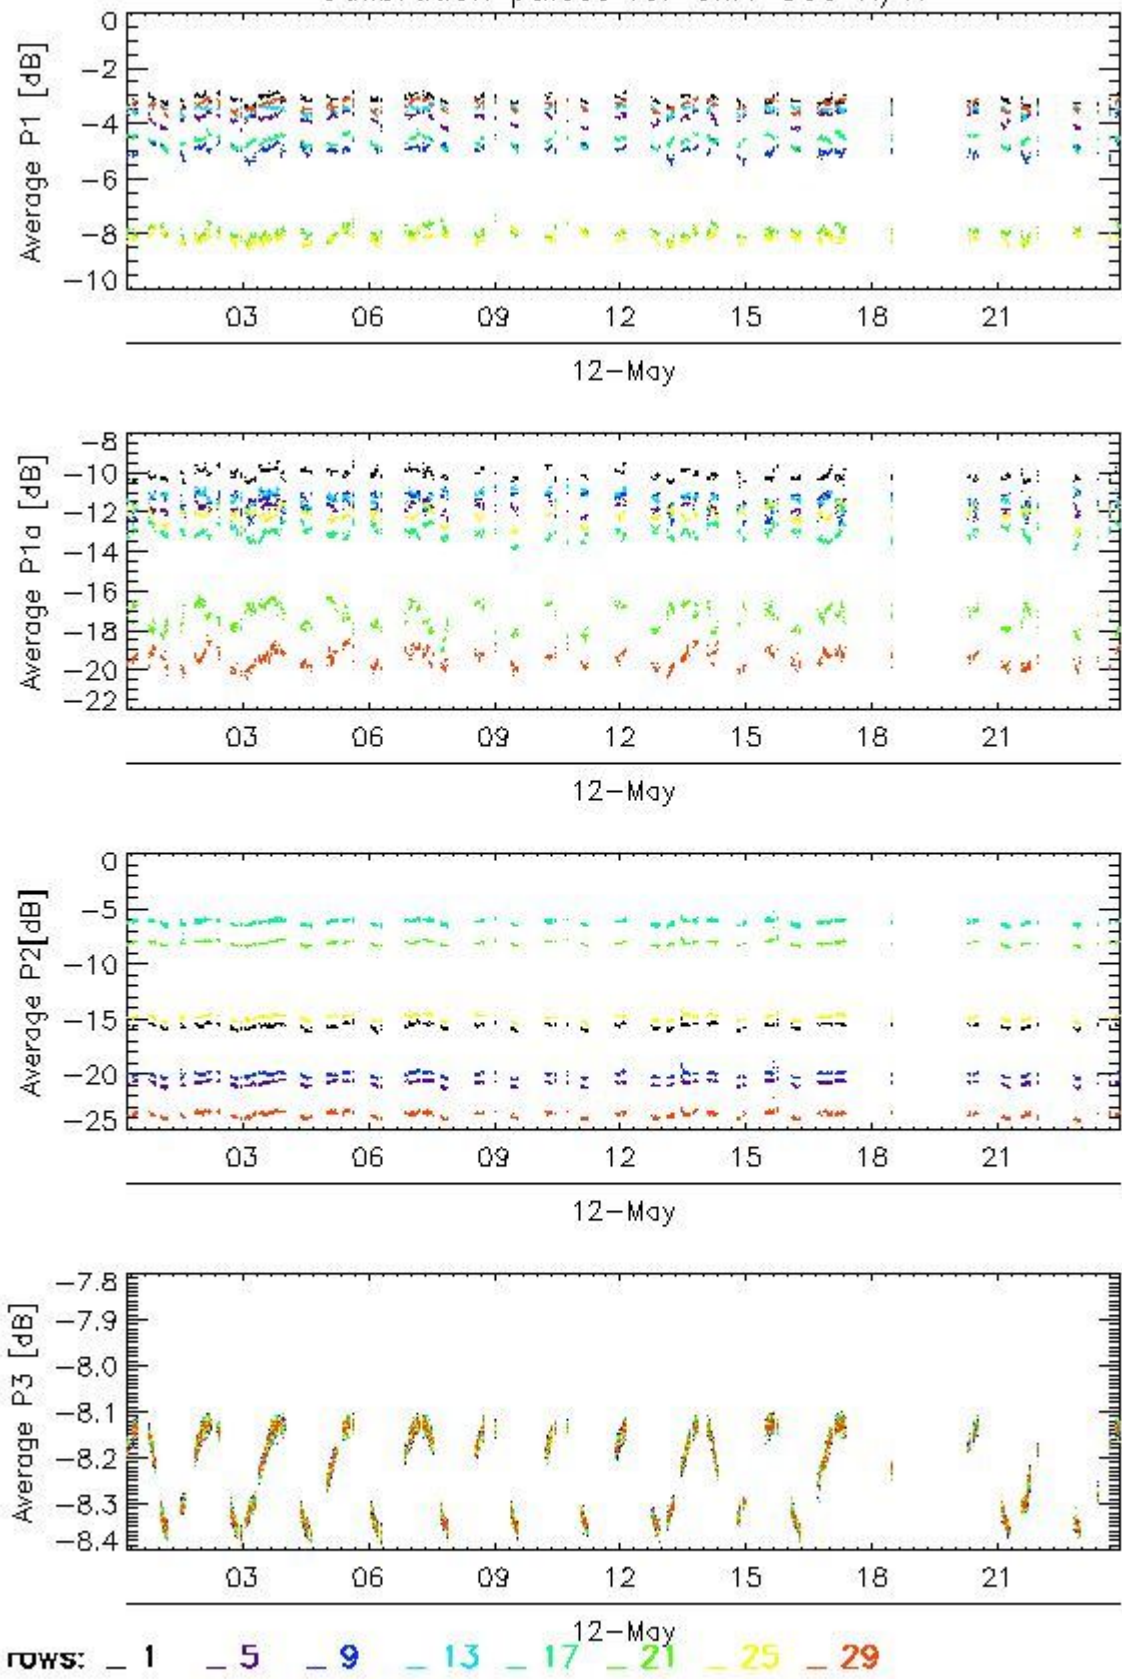 0
-2
-4
-6
-8
-10
Average P1 [dB]
03 06 09 12 15 18 21
12-May
-8
-10
-12
-14
-16
-18
-20
-22
Average P1a [dB]
03 06 09 12 15 18 21
12-May
0
-5
-10
-15
-20
-25
Average P2[dB]
03 06 09 12 15 18 21
12-May
-7.8
-7.9
-8.0
-8.1
-8.2
-8.3
-8.4
Average P3 [dB]
03 06 09 12 15 18 21
12-May
rows: _ 1 _ 5 _ 9 _ 13 _ 17 _ 21 _ 25 _ 29